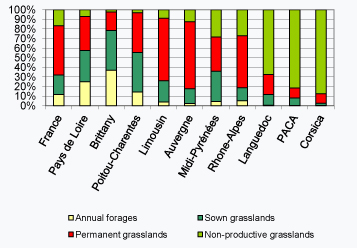 100%
90%
80%
70%
60%
50%
40%
30%
20%
10%
0%
France
Pays de Loire
Brittany
Poitou-Charentes
Limousin
Auvergne
Midi-Pyrénées
Rhone-Alpes
Languedoc
PACA
Corsica
Annual forages
Sown grasslands
Permanent grasslands
Non-productive grasslands